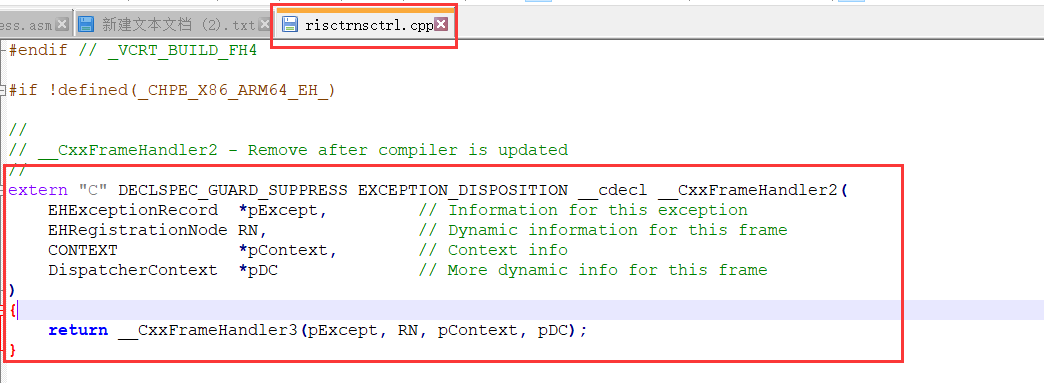 ess.asm 新建文本文档 (2).txt risctrnsctrl.cpp
#endif // _VCRT_BUILD_FH4
#if !defined(_CHPE_X86_ARM64_EH_)
//
// __CxxFrameHandler2 - Remove after compiler is updated
//
extern "C" DECLSPEC_GUARD_SUPPRESS EXCEPTION_DISPOSITION __cdecl __CxxFrameHandler2(
    EHExceptionRecord  *pExcept,         // Information for this exception
    EHRegistrationNode RN,               // Dynamic information for this frame
    CONTEXT            *pContext,        // Context info
    DispatcherContext  *pDC              // More dynamic info for this frame
)
{
    return __CxxFrameHandler3(pExcept, RN, pContext, pDC);
}